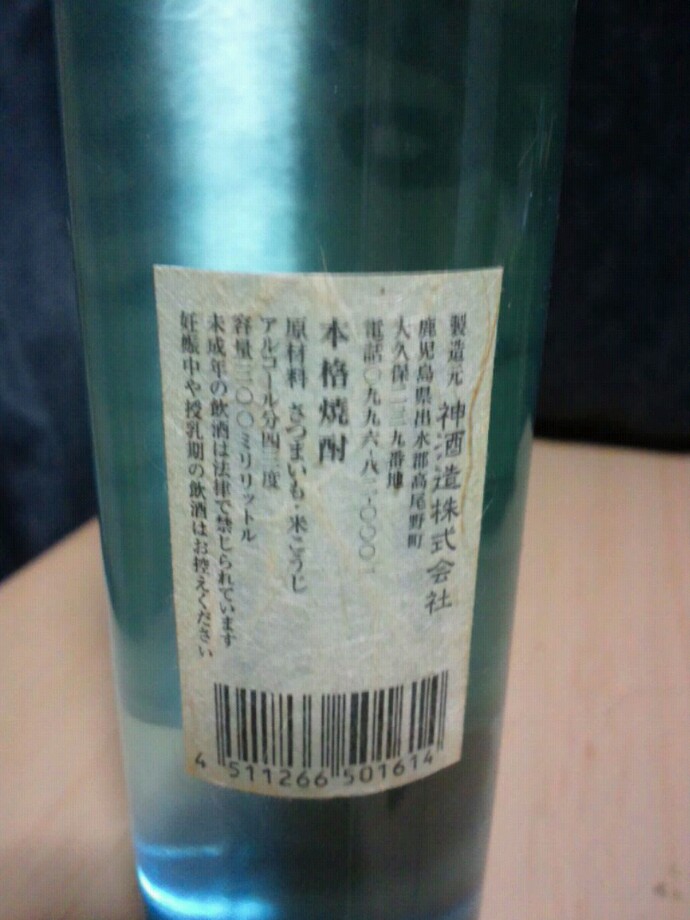 製造元 神酒造株式会社
鹿児島県出水郡高尾野町
大久保二三九番地
電話〇九九六-八二-〇〇〇一
本格焼酎
原材料 さつまいも・米こうじ
アルコール分四三度
容量三〇〇ミリリットル
未成年の飲酒は法律で禁じられています
妊娠中や授乳期の飲酒はお控えください
4 511266 501614